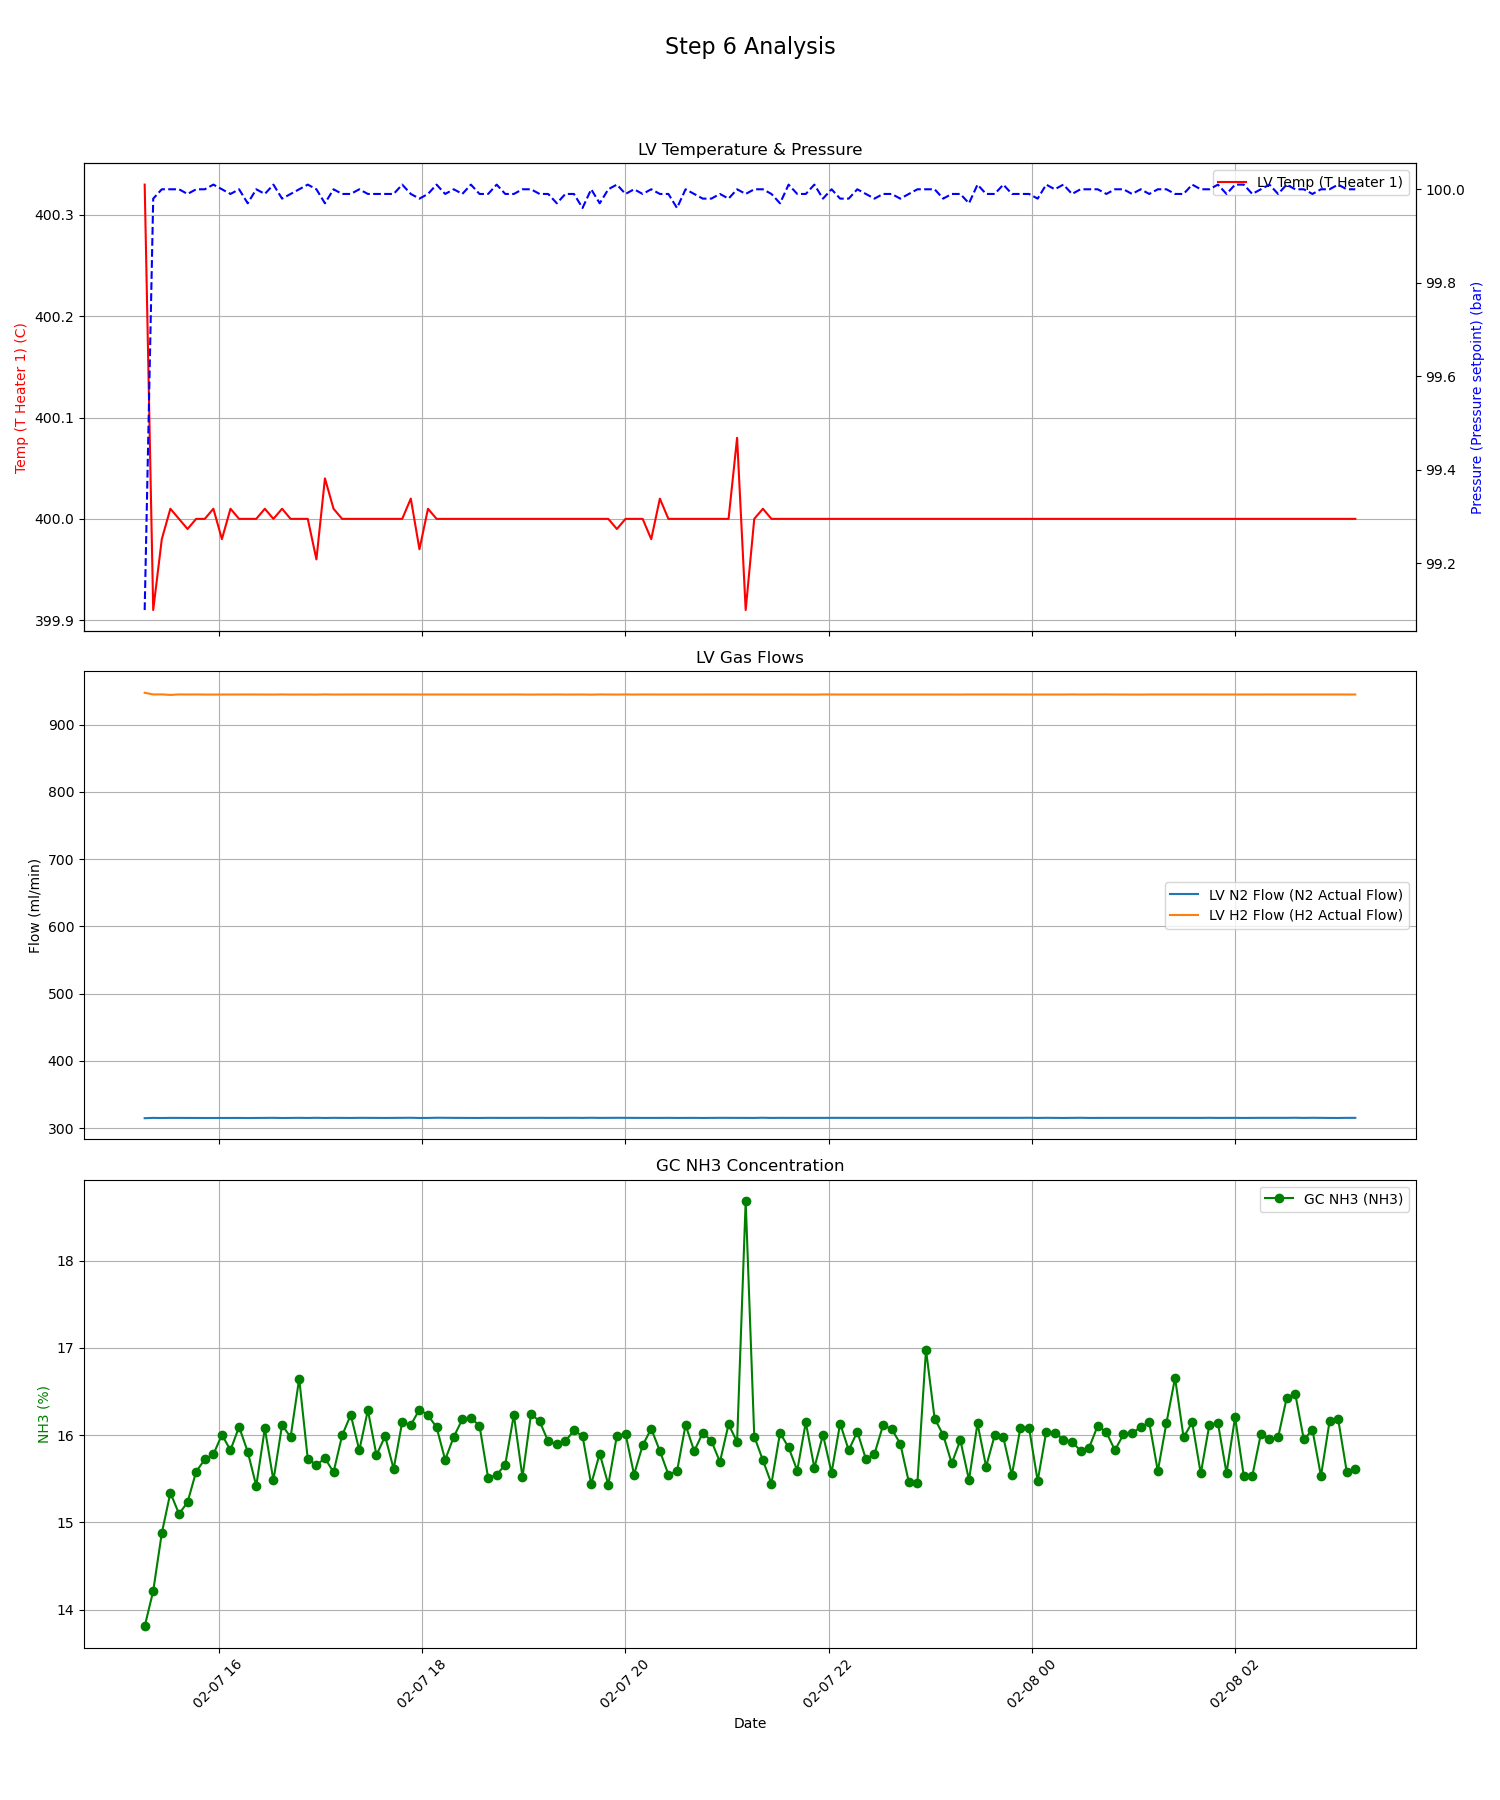 Step 6 Analysis
LV Temperature & Pressure
LV Temp (T Heater 1)
Temp (T Heater 1) (C)
400.3
400.2
400.1
400.0
399.9
100.0
99.8
99.6
99.4
99.2
Pressure (Pressure setpoint) (bar)
LV Gas Flows
Flow (ml/min)
900
800
700
600
500
400
300
LV N2 Flow (N2 Actual Flow)
LV H2 Flow (H2 Actual Flow)
GC NH3 Concentration
GC NH3 (NH3)
NH3 (%)
18
17
16
15
14
02-07 16
02-07 18
02-07 20
02-07 22
02-08 00
02-08 02
Date